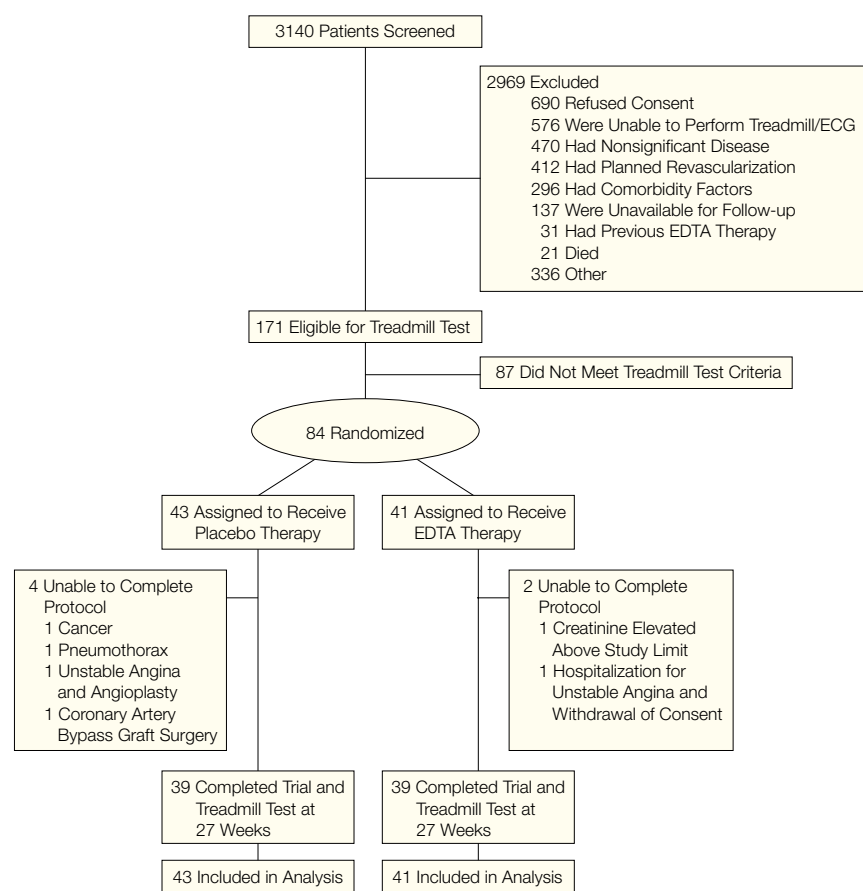 3140 Patients Screened
2969 Excluded
690 Refused Consent
576 Were Unable to Perform Treadmill/ECG
470 Had Nonsignificant Disease
412 Had Planned Revascularization
296 Had Comorbidity Factors
137 Were Unavailable for Follow-up
31 Had Previous EDTA Therapy
21 Died
336 Other
171 Eligible for Treadmill Test
87 Did Not Meet Treadmill Test Criteria
84 Randomized
43 Assigned to Receive
Placebo Therapy
41 Assigned to Receive
EDTA Therapy
4 Unable to Complete
Protocol
1 Cancer
1 Pneumothorax
1 Unstable Angina
and Angioplasty
1 Coronary Artery
Bypass Graft Surgery
2 Unable to Complete
Protocol
1 Creatinine Elevated
Above Study Limit
1 Hospitalization for
Unstable Angina and
Withdrawal of Consent
39 Completed Trial and
Treadmill Test at
27 Weeks
39 Completed Trial and
Treadmill Test at
27 Weeks
43 Included in Analysis
41 Included in Analysis